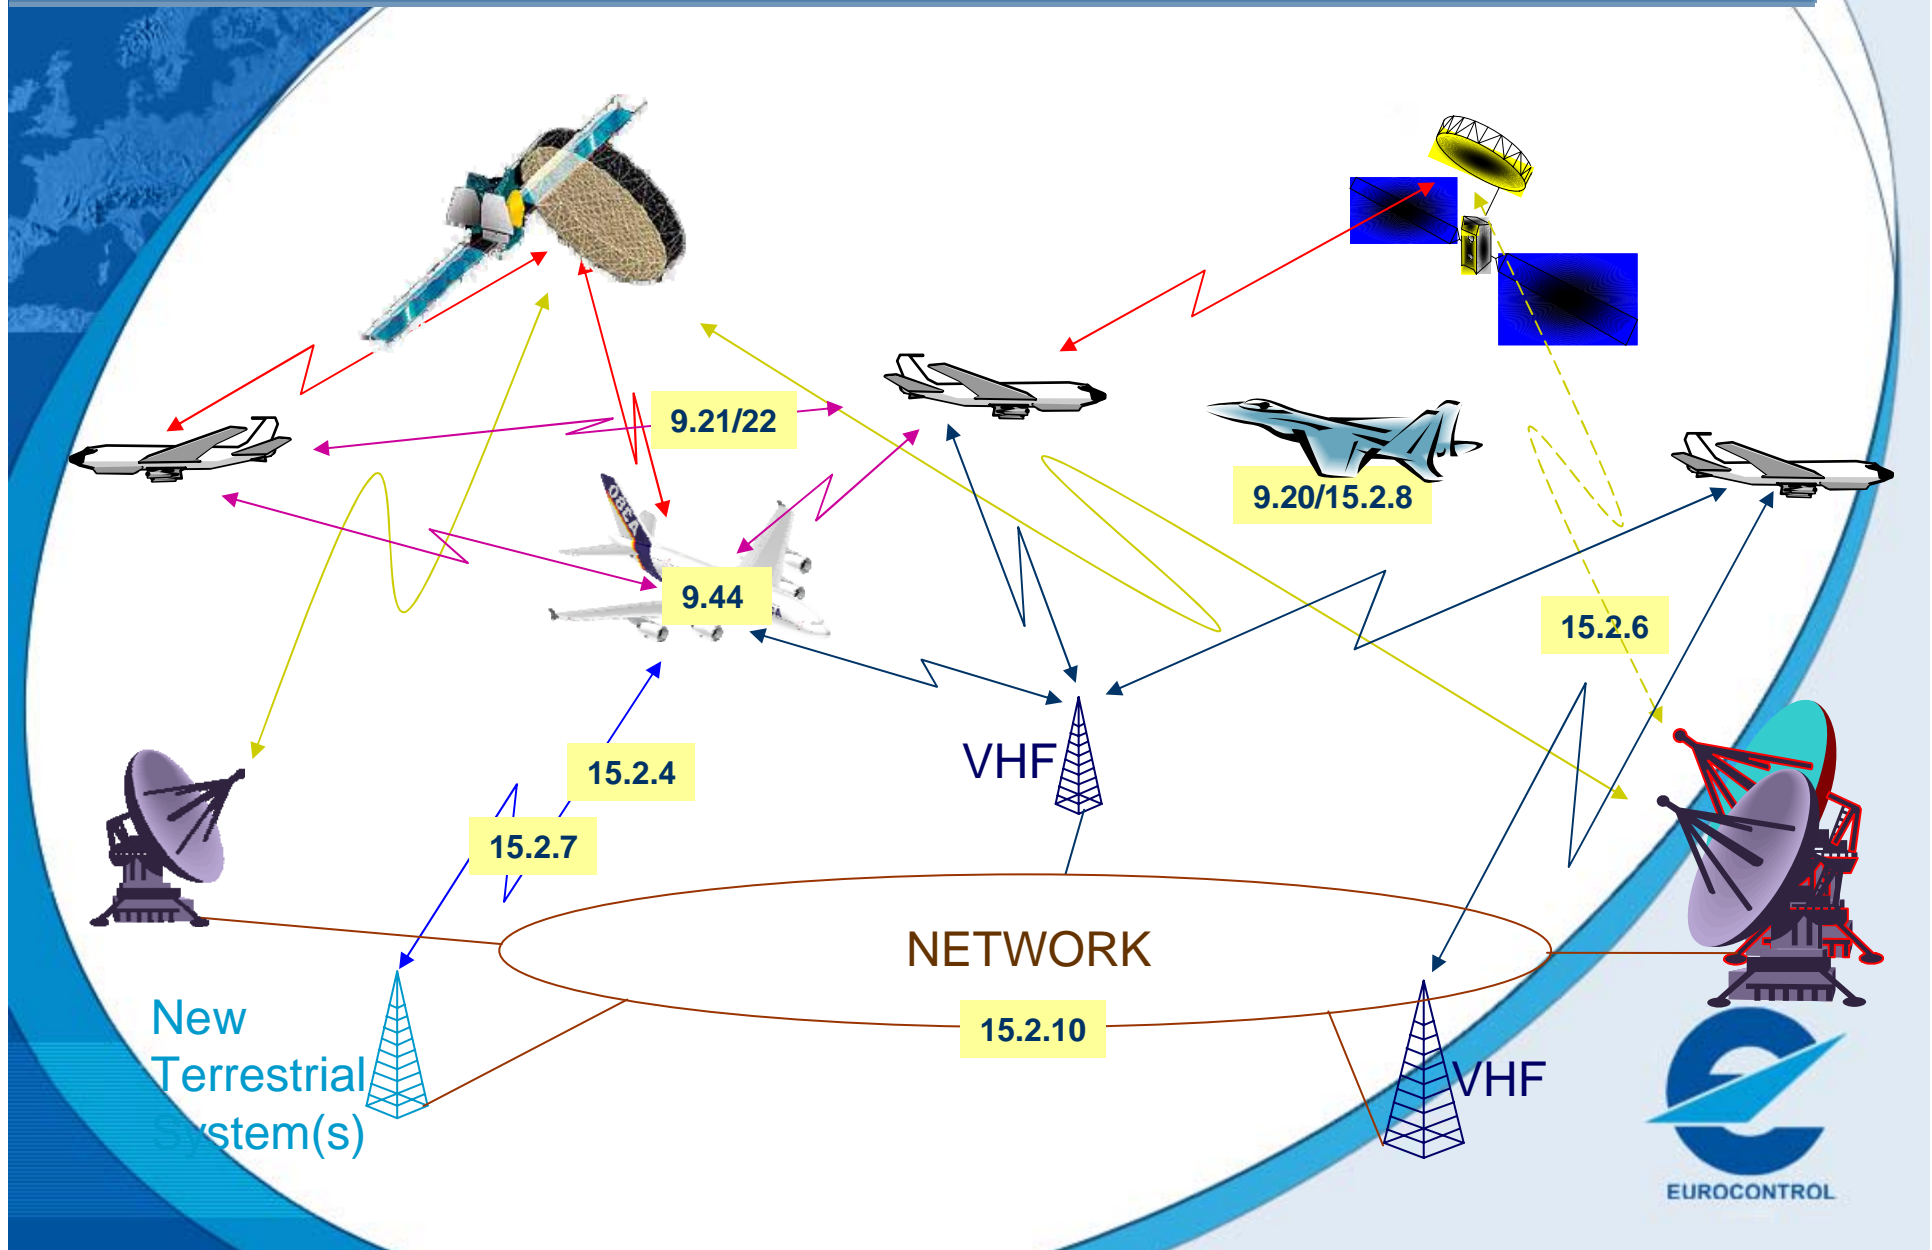 9.21/22
9.20/15.2.8
9.44
15.2.6
15.2.4
VHF
15.2.7
NETWORK
New
Terrestrial
System(s)
15.2.10
VHF
EUROCONTROL